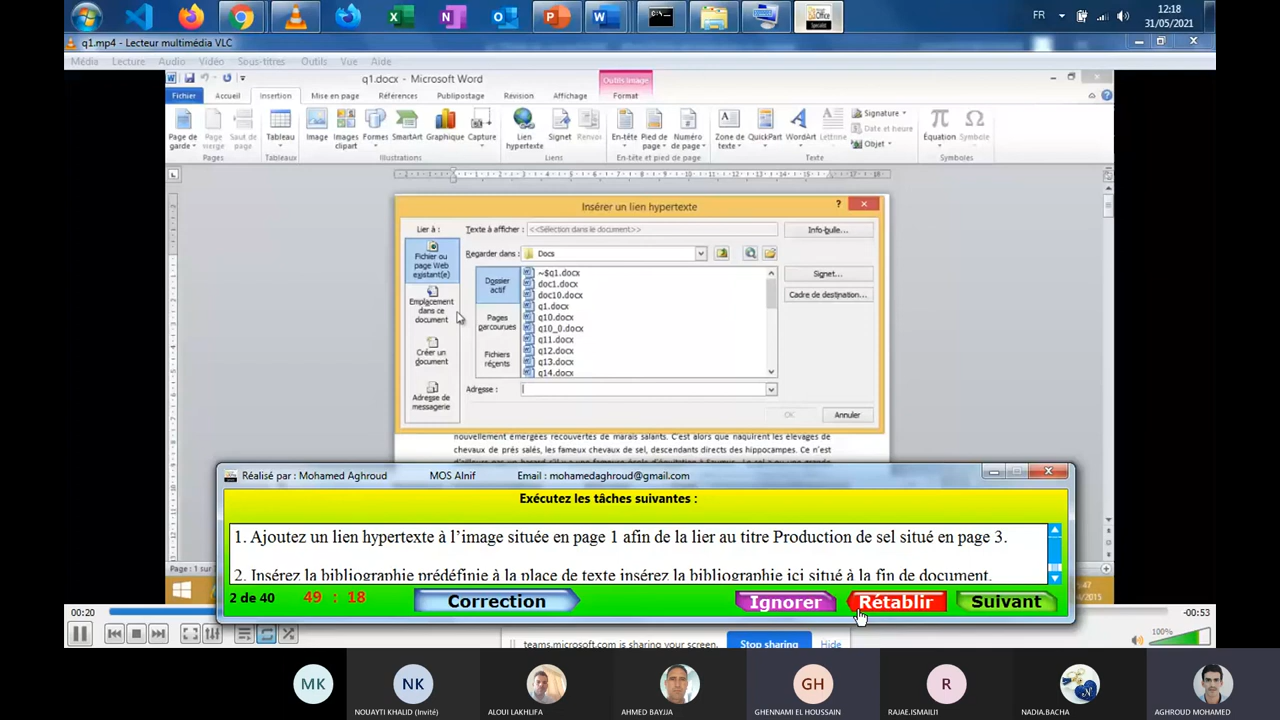 FR
12:18
31/05/2021
q1.mp4 - Lecteur multimédia VLC
Média Lecture Audio Vidéo Sous-titres Outils Vue Aide
q1.docx - Microsoft Word
Outils Image
Fichier Accueil Insertion Mise en page Références Publipostage Révision Affichage Format
Page de garde
Page vierge
Saut de page
Tableau
Image
Images clipart
Formes
SmartArt
Graphique
Capture
Lien hypertexte
Signet
Renvoi
En-tête
Pied de page
Numéro de page
Zone de texte
QuickPart
WordArt
Lettrine
Signature
Date et heure
Objet
Équation
Symbole
Pages
Tableaux
Illustrations
Liens
En-tête et pied de page
Texte
Symboles
Insérer un lien hypertexte
Lier à :
Texte à afficher : <<Sélection dans le document>>
Info-bulle...
Fichier ou page Web existant(e)
Regarder dans : Docs
Dossier actif
~$q1.docx
doc1.docx
doc10.docx
q1.docx
q10.docx
q10_0.docx
q11.docx
q12.docx
q13.docx
q14.docx
Signet...
Cadre de destination...
Emplacement dans ce document
Pages parcourues
Créer un document
Fichiers récents
Adresse de messagerie
Adresse :
OK
Annuler
nouvellement émergées recouvertes de marais salants. C'est alors que naquirent les élevages de
chevaux de prés salés, les fameux chevaux de sel, descendants directs des hippocampes. Ce n'est
Réalisé par : Mohamed Aghroud MOS Alnif Email : mohamedaghroud@gmail.com
Exécutez les tâches suivantes :
1. Ajoutez un lien hypertexte à l'image située en page 1 afin de la lier au titre Production de sel situé en page 3.
2. Insérez la bibliographie prédéfinie à la place de texte insérez la bibliographie ici situé à la fin de document.
2 de 40
49 : 18
Correction
Ignorer
Rétablir
Suivant
Page : 1 sur
47
00:20
-00:53
100%
teams.microsoft.com is sharing your screen.
Stop sharing
Hide
MK
NK
GH
R
NOUAYTI KHALID (Invité)
ALOUI LAKHLIFA
AHMED BAYJJA
GHENNAMI EL HOUSSAIN
RAJAE.ISMAILIT
NADIA.BACHA
AGHROUD MOHAMED